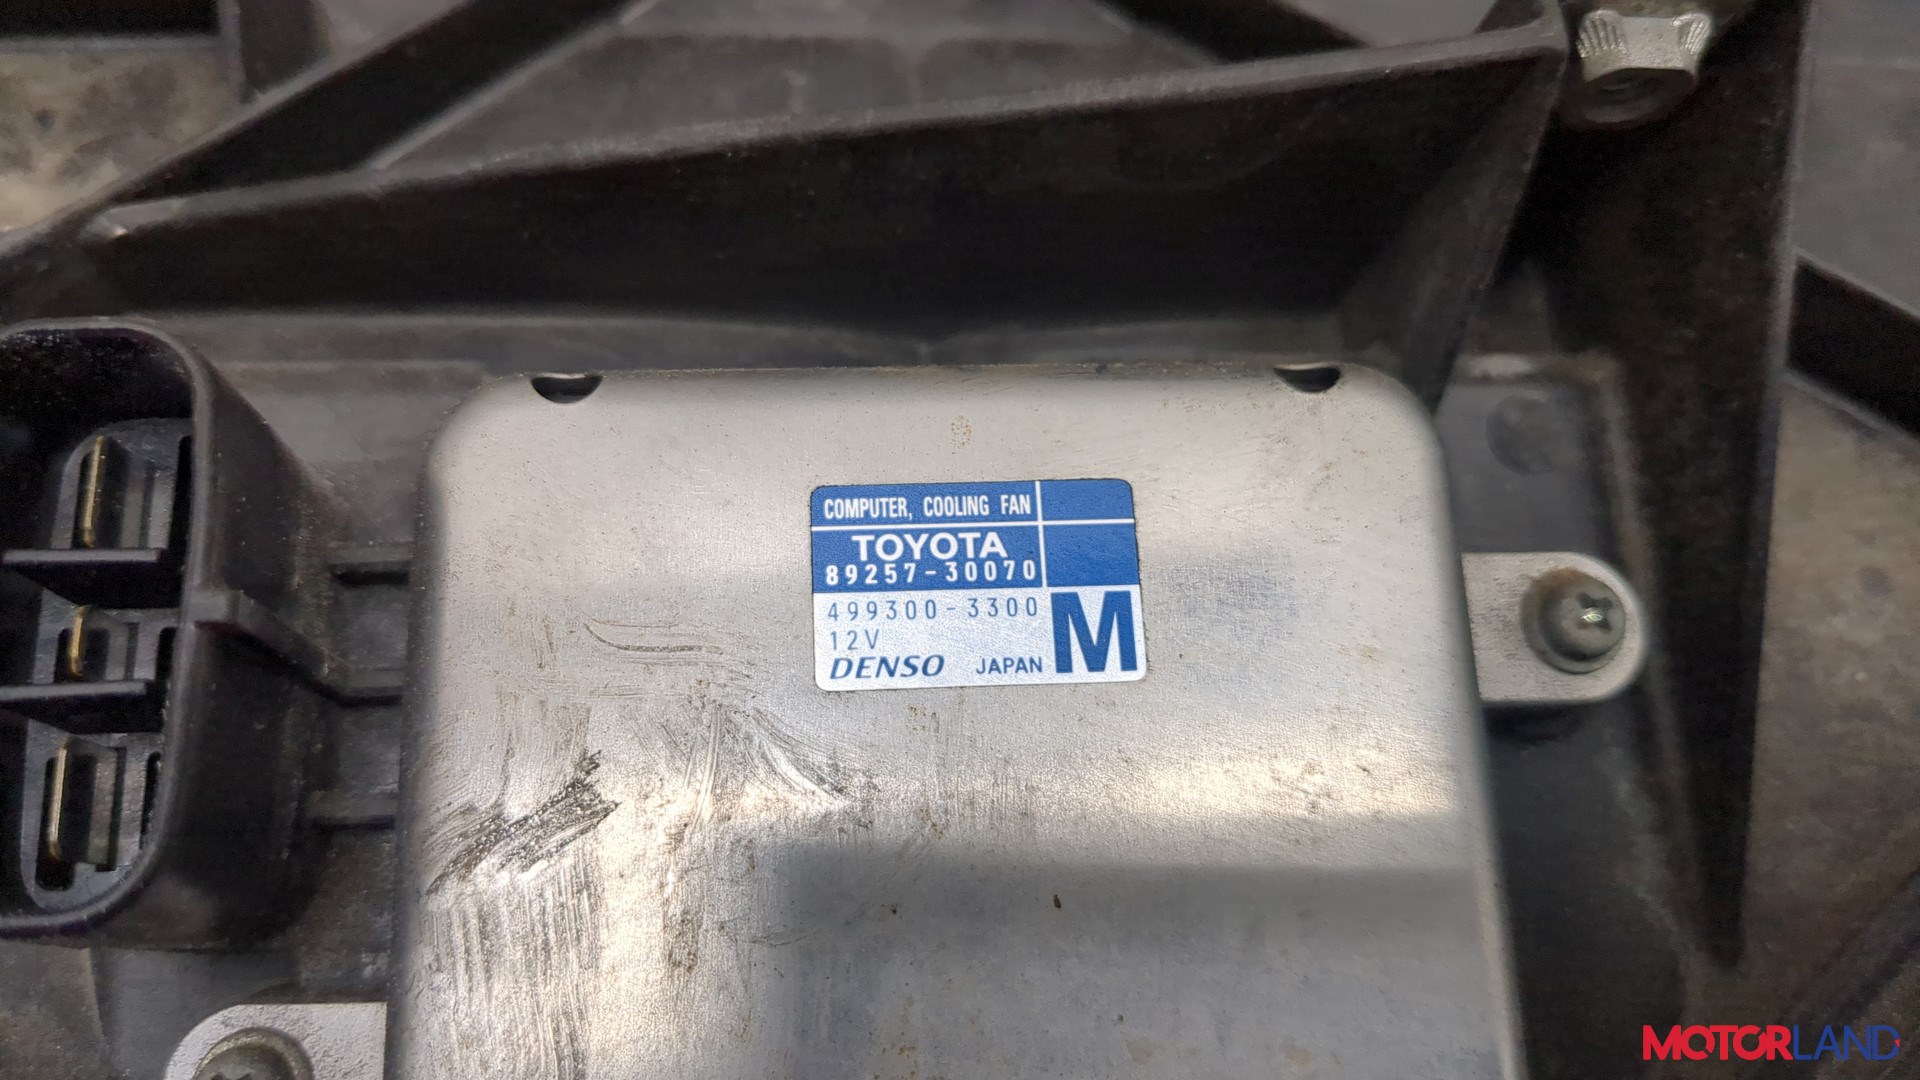 COMPUTER, COOLING FAN
TOYOTA
89257-30070
499300-3300
12V
DENSO JAPAN M
MOTORLAND